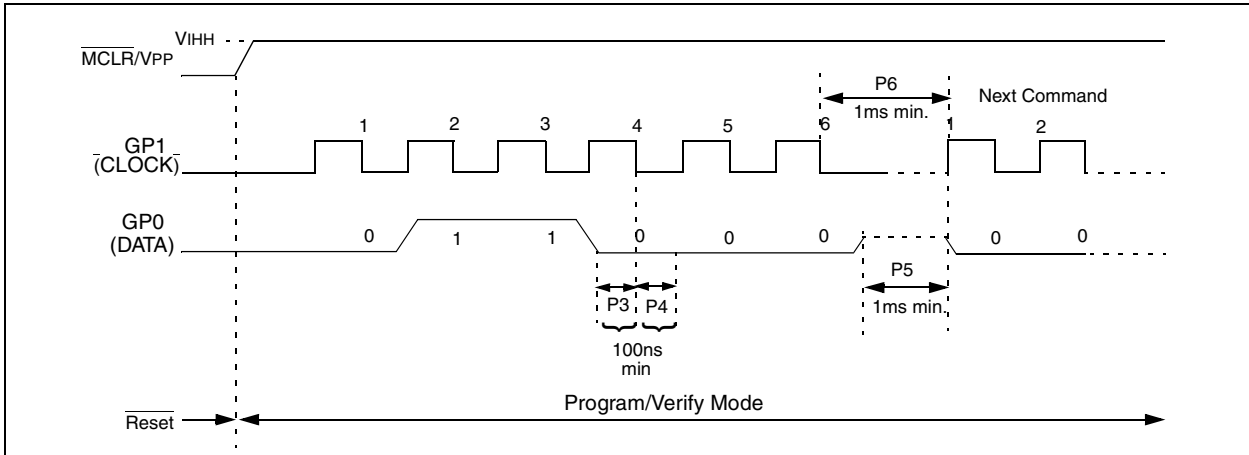 VIHH
MCLR/VPP
P6
1ms min.
Next Command
1 2 3 4 5 6 1 2
GP1
(CLOCK)
GP0
(DATA)
0 1 1 0 0 0 0 0
P5
1ms min.
P3 P4
100ns
min
Program/Verify Mode
Reset